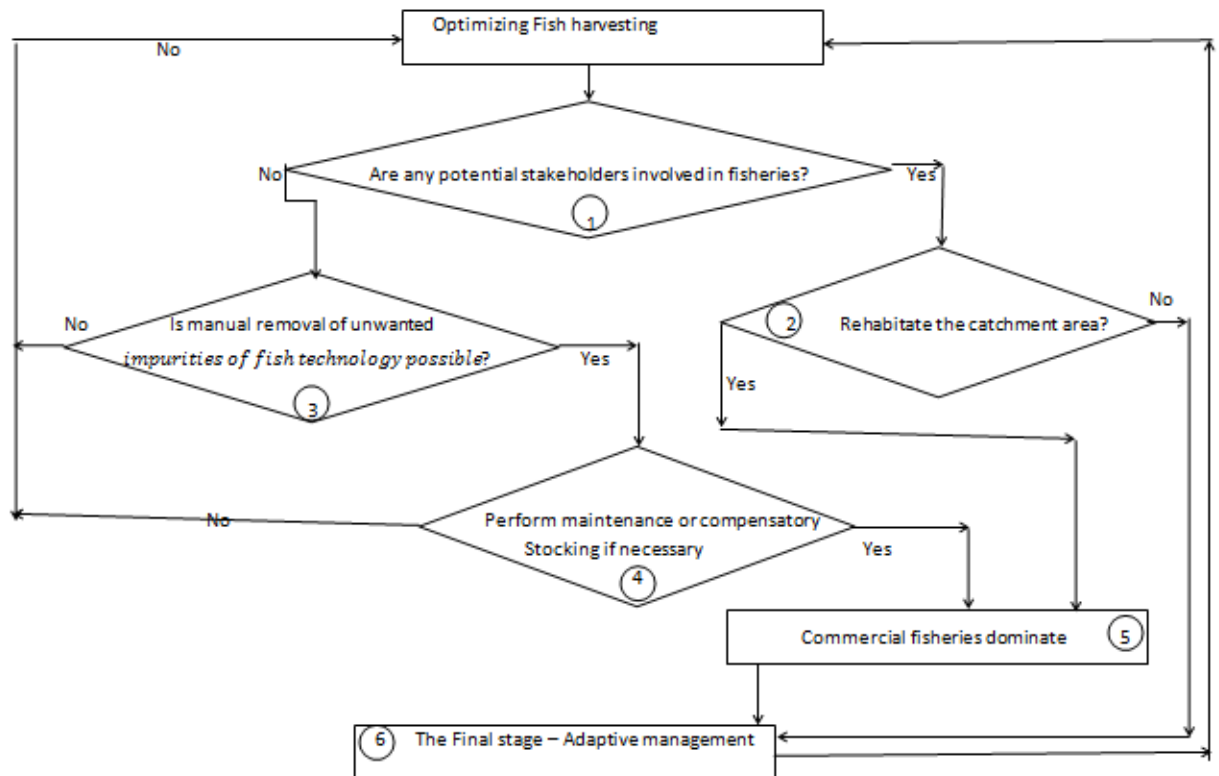 Optimizing Fish harvesting
No
No
Are any potential stakeholders involved in fisheries?
Yes
1
No
Is manual removal of unwanted
impurities of fish technology possible?
Yes
3
2
Rehabitate the catchment area?
No
Yes
No
Perform maintenance or compensatory
Stocking if necessary
Yes
4
Commercial fisheries dominate
5
6
The Final stage – Adaptive management